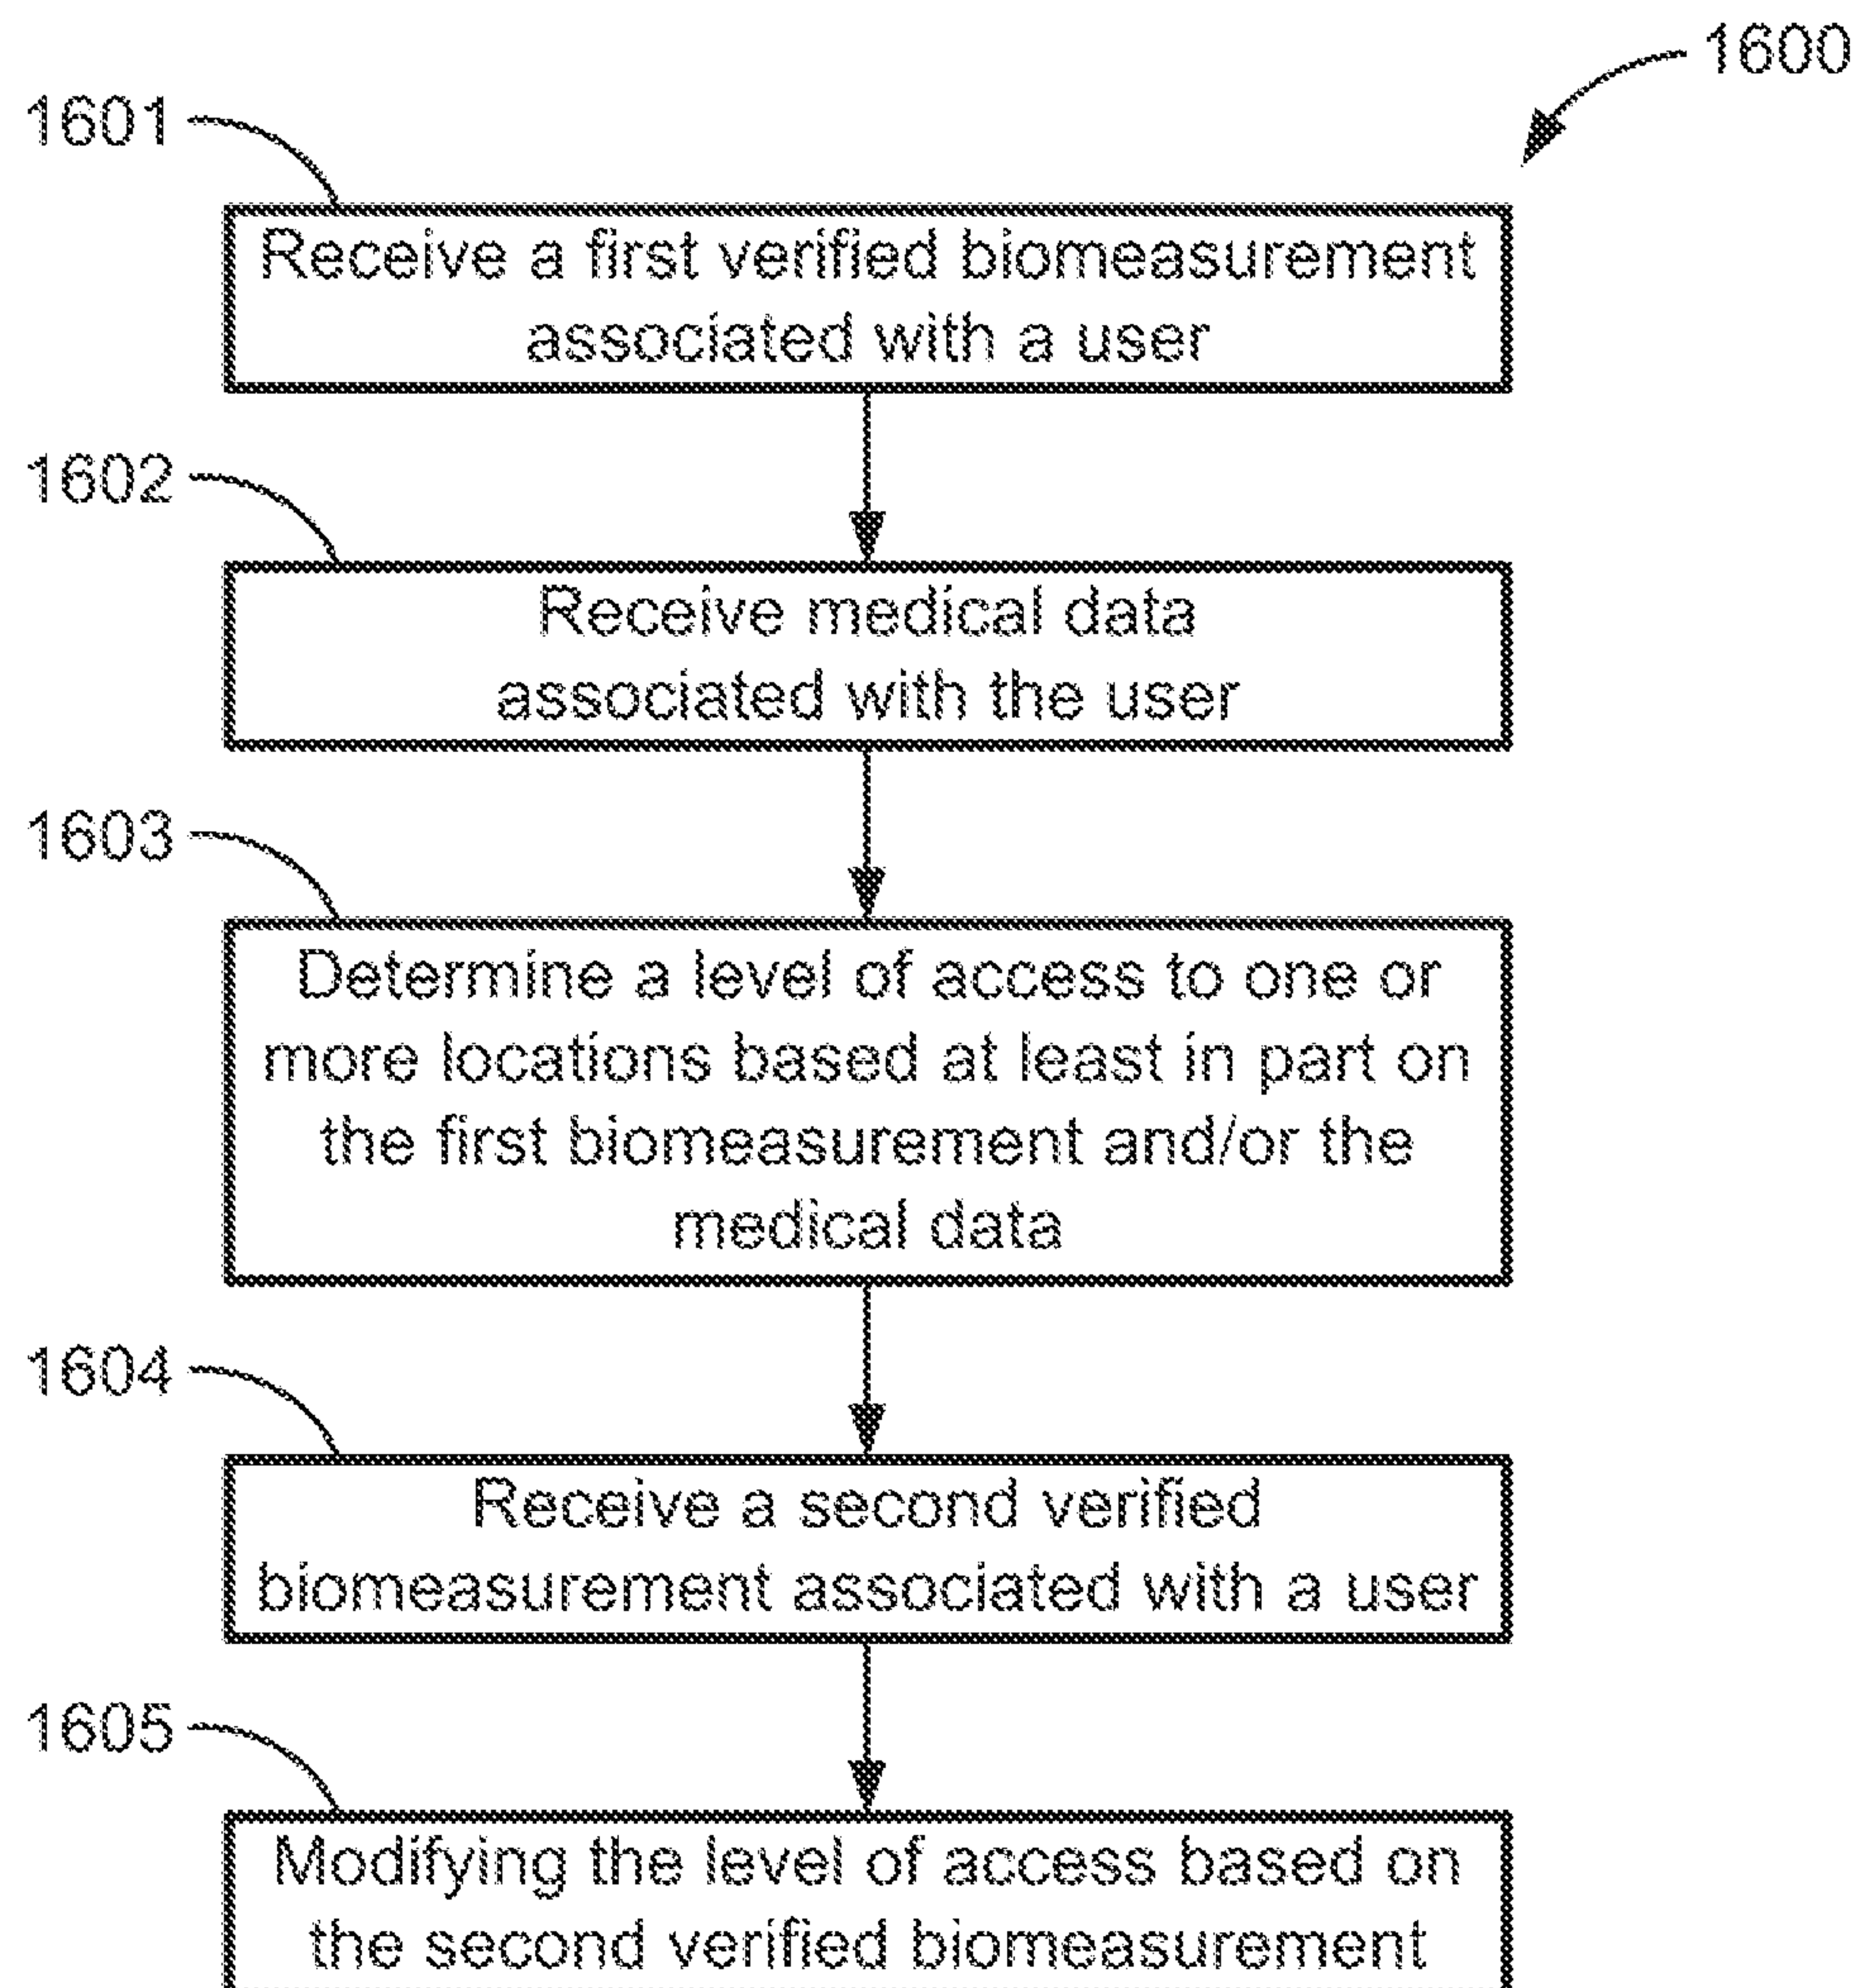 1600
1601
Receive a first verified biomeasurement
associated with a user
1602
Receive medical data
associated with the user
1603
Determine a level of access to one or
more locations based at least in part on
the first biomeasurement and/or the
medical data
1604
Receive a second verified
biomeasurement associated with a user
1605
Modifying the level of access based on
the second verified biomeasurement